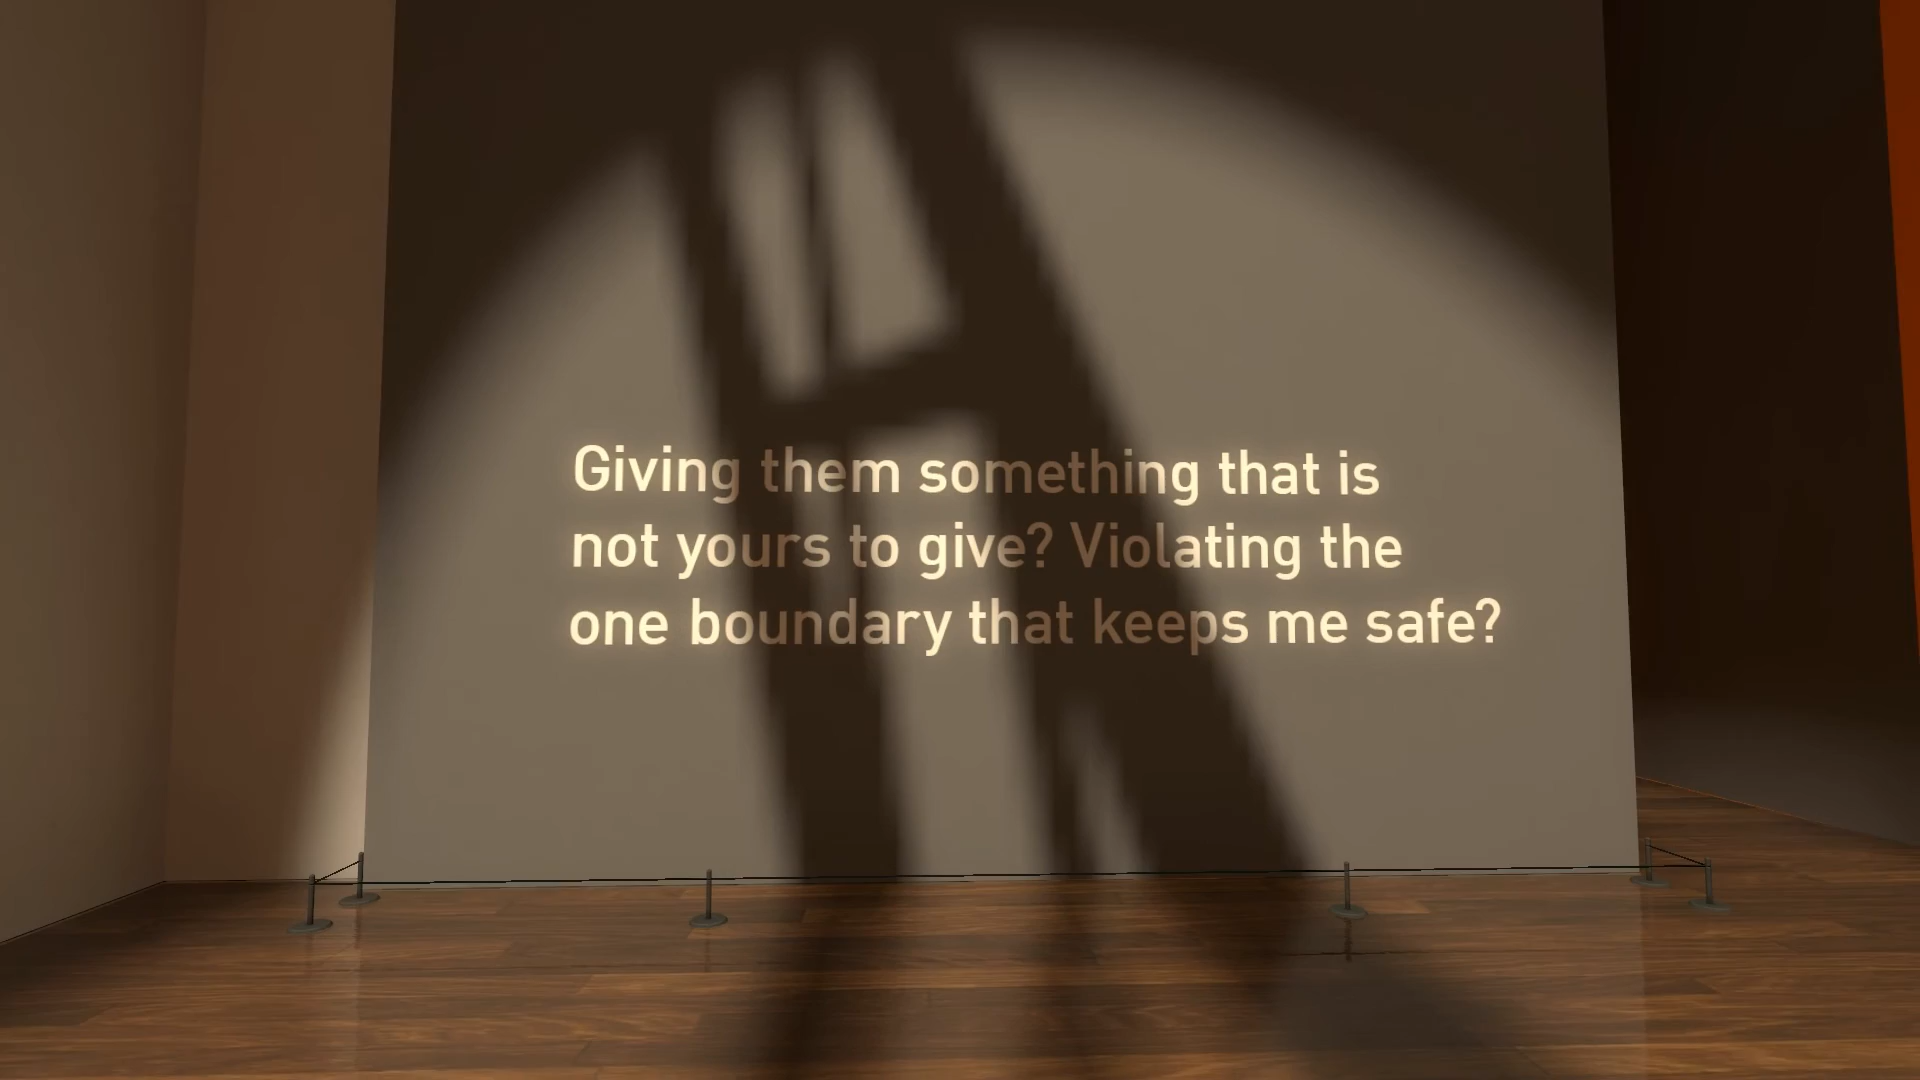 Giving them something that is
not yours to give? Violating the
one boundary that keeps me safe?